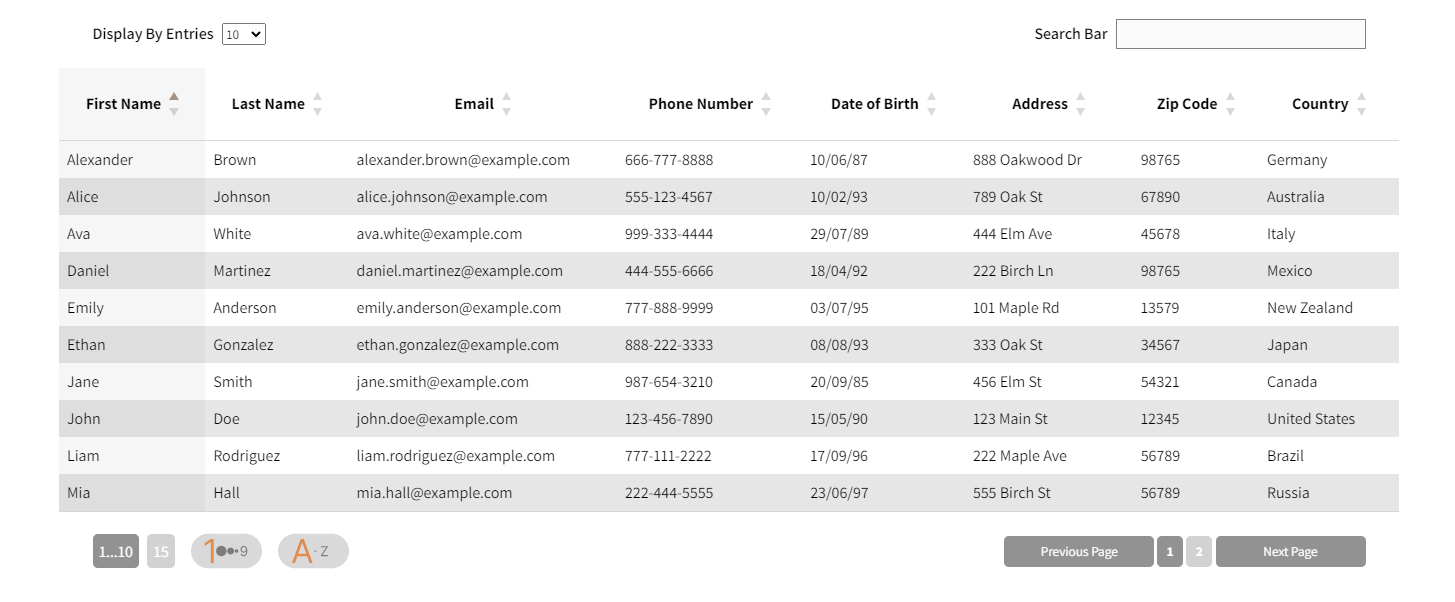 Display By Entries 10 Search Bar
First Name Last Name Email Phone Number Date of Birth Address Zip Code Country
Alexander Brown alexander.brown@example.com 666-777-8888 10/06/87 888 Oakwood Dr 98765 Germany
Alice Johnson alice.johnson@example.com 555-123-4567 10/02/93 789 Oak St 67890 Australia
Ava White ava.white@example.com 999-333-4444 29/07/89 444 Elm Ave 45678 Italy
Daniel Martinez daniel.martinez@example.com 444-555-6666 18/04/92 222 Birch Ln 98765 Mexico
Emily Anderson emily.anderson@example.com 777-888-9999 03/07/95 101 Maple Rd 13579 New Zealand
Ethan Gonzalez ethan.gonzalez@example.com 888-222-3333 08/08/93 333 Oak St 34567 Japan
Jane Smith jane.smith@example.com 987-654-3210 20/09/85 456 Elm St 54321 Canada
John Doe john.doe@example.com 123-456-7890 15/05/90 123 Main St 12345 United States
Liam Rodriguez liam.rodriguez@example.com 777-111-2222 17/09/96 222 Maple Ave 56789 Brazil
Mia Hall mia.hall@example.com 222-444-5555 23/06/97 555 Birch St 56789 Russia
1...10 15 1●●•9 A-Z Previous Page 1 2 Next Page